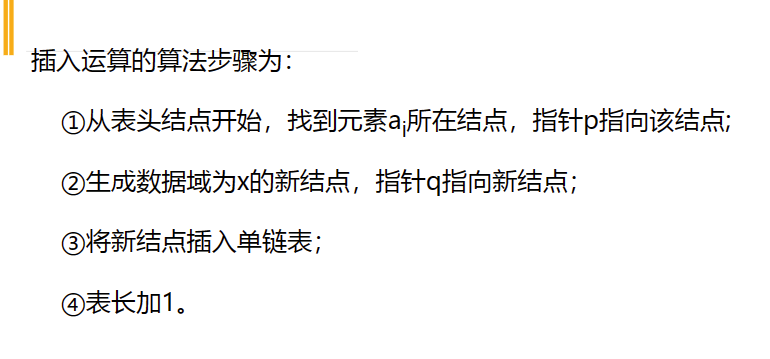 插入运算的算法步骤为：
①从表头结点开始，找到元素aᵢ所在结点，指针p指向该结点;
②生成数据域为x的新结点，指针q指向新结点；
③将新结点插入单链表；
④表长加1。